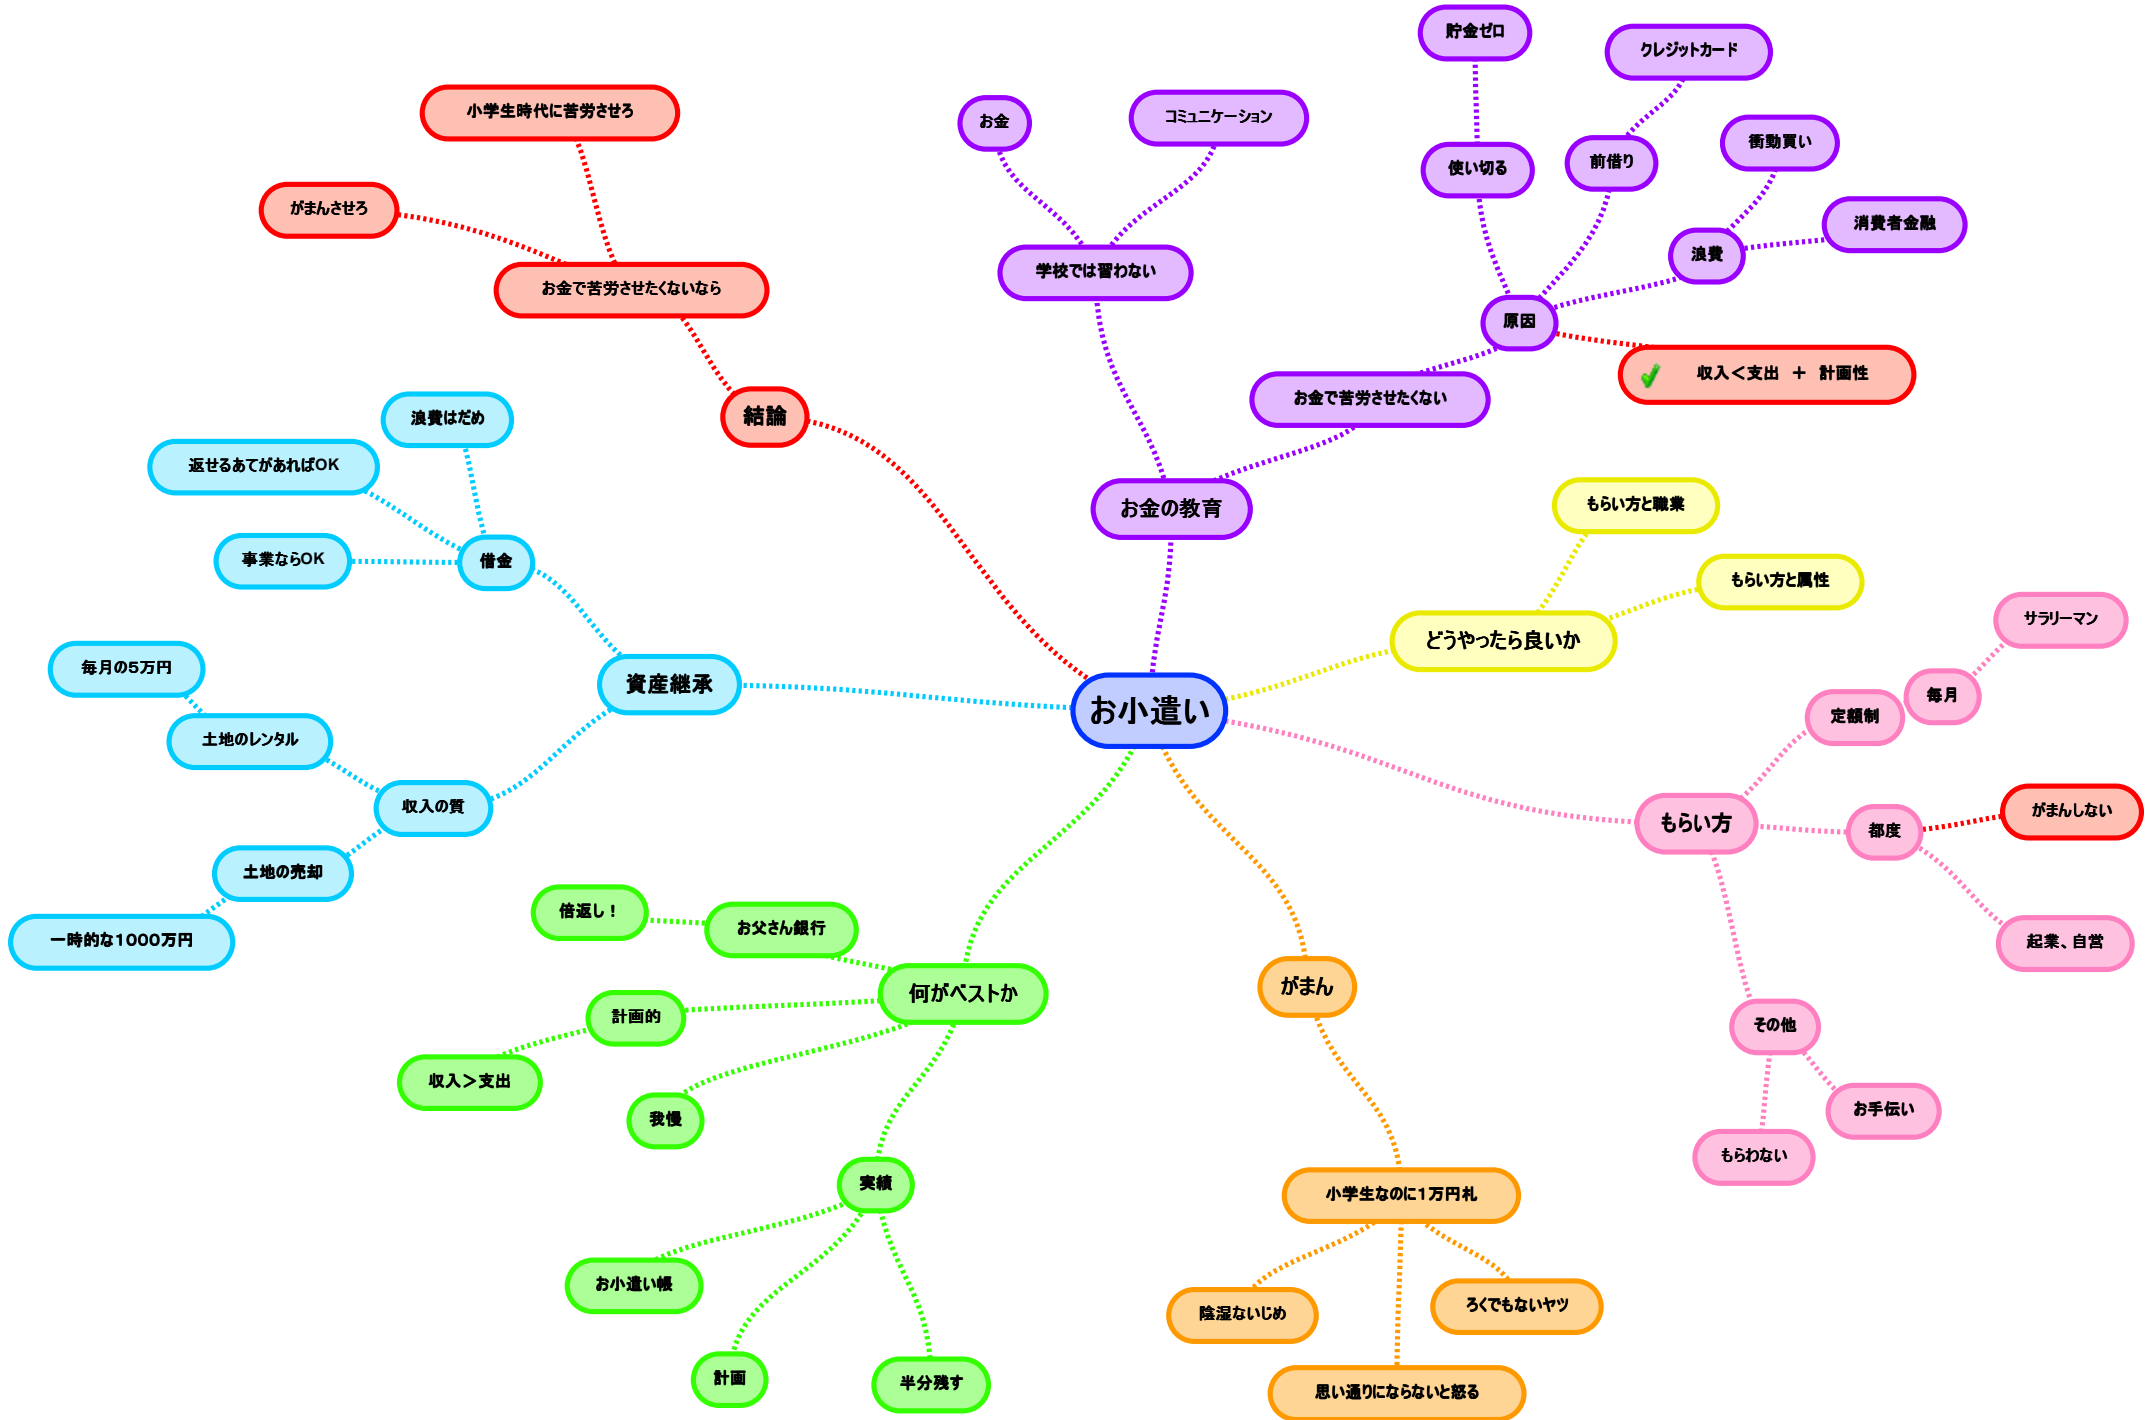 お小遣い
お金の教育
学校では習わない
お金
コミュニケーション
お金で苦労させたくない
原因
使い切る
貯金ゼロ
前借り
クレジットカード
浪費
衝動買い
消費者金融
収入＜支出 ＋ 計画性
どうやったら良いか
もらい方と職業
もらい方と属性
もらい方
定額制
毎月
サラリーマン
都度
がまんしない
起業、自営
その他
お手伝い
もらわない
がまん
小学生なのに１万円札
陰湿ないじめ
思い通りにならないと怒る
ろくでもないヤツ
何がベストか
お父さん銀行
倍返し！
計画的
収入＞支出
我慢
実績
お小遣い帳
計画
半分残す
資産継承
借金
浪費はだめ
返せるあてがあればOK
事業ならOK
収入の質
土地のレンタル
毎月の５万円
土地の売却
一時的な１０００万円
結論
お金で苦労させたくないなら
小学生時代に苦労させろ
がまんさせろ